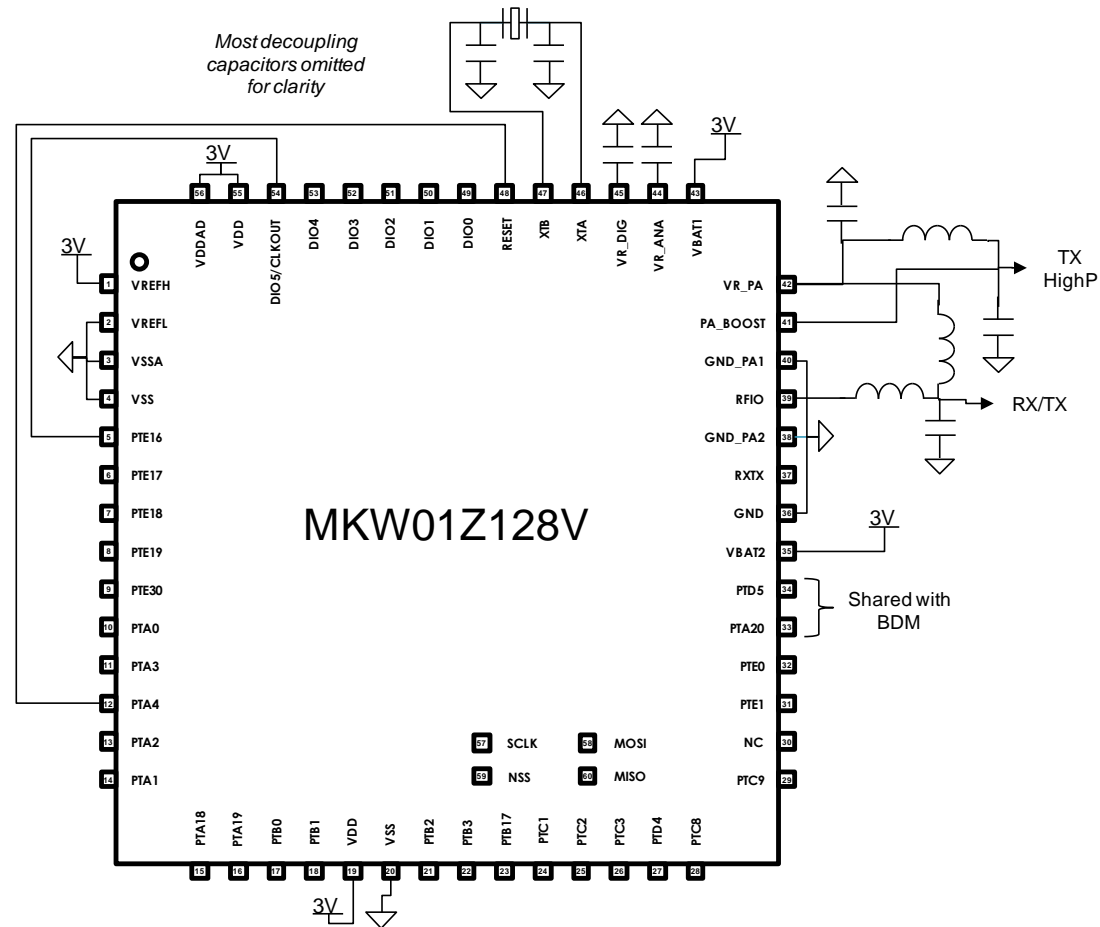 Most decoupling
capacitors omitted
for clarity
3V
3V
56 55 54 53 52 51 50 49 48 47 46 45 44 43
VDDAD
VDD
DIO5/CLKOUT
DIO4
DIO3
DIO2
DIO1
DIO0
RESET
XTB
XTA
VR_DIG
VR_ANA
VBAT1
3V
1 VREFH
2 VREFL
3 VSSA
4 VSS
5 PTE16
6 PTE17
7 PTE18
8 PTE19
9 PTE30
10 PTA0
11 PTA3
12 PTA4
13 PTA2
14 PTA1
MKW01Z128V
57 SCLK
58 MOSI
59 NSS
60 MISO
VR_PA 42
PA_BOOST 41
GND_PA1 40
RFIO 39
GND_PA2 38
RXTX 37
GND 36
VBAT2 35
PTD5 34
PTA20 33
PTE0 32
PTE1 31
NC 30
PTC9 29
TX
HighP
RX/TX
3V
Shared with
BDM
PTA18
PTA19
PTB0
PTB1
VDD
VSS
PTB2
PTB3
PTB17
PTC1
PTC2
PTC3
PTD4
PTC8
15 16 17 18 19 20 21 22 23 24 25 26 27 28
3V